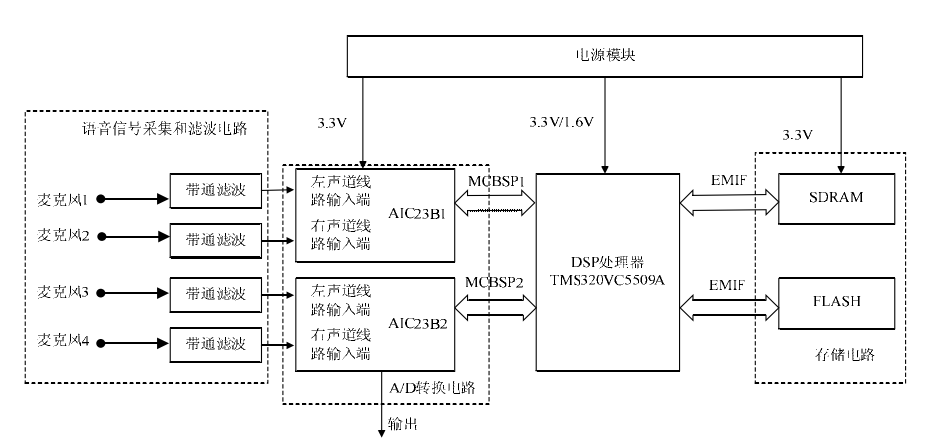 电源模块
3.3V
3.3V/1.6V
3.3V
语音信号采集和滤波电路
麦克风1
带通滤波
麦克风2
带通滤波
麦克风3
带通滤波
麦克风4
带通滤波
左声道线
路输入端
右声道线
路输入端
AIC23B1
左声道线
路输入端
右声道线
路输入端
AIC23B2
A/D转换电路
输出
MCBSP1
MCBSP2
DSP处理器
TMS320VC5509A
EMIF
EMIF
SDRAM
FLASH
存储电路